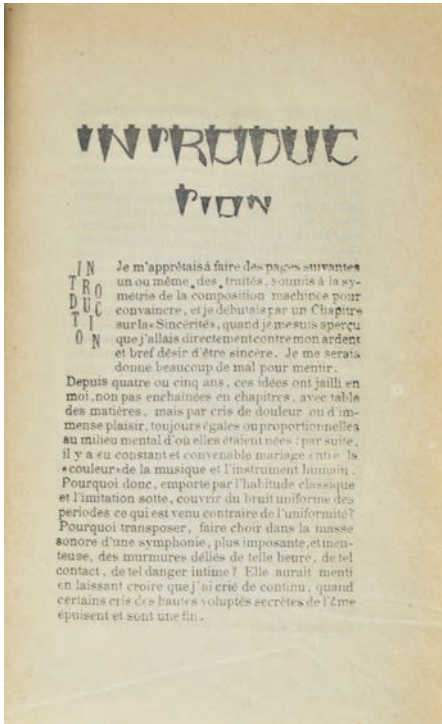 INTRODUC
TION
IN
TRO
DUC
TI
ON
Je m'apprêtais à faire des pages suivantes
un ou même des traités, soumis à la sy-
métrie de la composition machinée pour
convaincre, et je débutais par un Chapitre
sur la «Sincérité», quand je me suis aperçu
que j'allais directement contre mon ardent
et bref désir d'être sincère. Je me serais
donné beaucoup de mal pour mentir.
Depuis quatre ou cinq ans, ces idées ont jailli en
moi, non pas enchaînées en chapitres, avec table
des matières, mais par cris de douleur ou d'im-
mense plaisir, toujours égales ou proportionnelles
au milieu mental d'où elles étaient nées : par suite,
il y a eu constant et convenable mariage entre la
«couleur» de la musique et l'instrument humain.
Pourquoi donc, emporté par l'habitude classique
et l'imitation sotte, couvrir du bruit uniforme des
périodes ce qui est venu contraire de l'uniformité?
Pourquoi transposer, faire choir dans la masse
sonore d'une symphonie, plus imposante, et men-
teuse, des murmures déliés de telle heure, de tel
contact, de tel danger intime? Elle aurait menti
en laissant croire que j'ai crié de continu, quand
certains cris des hautes voluptés secrètes de l'âme
épuisent et sont une fin.